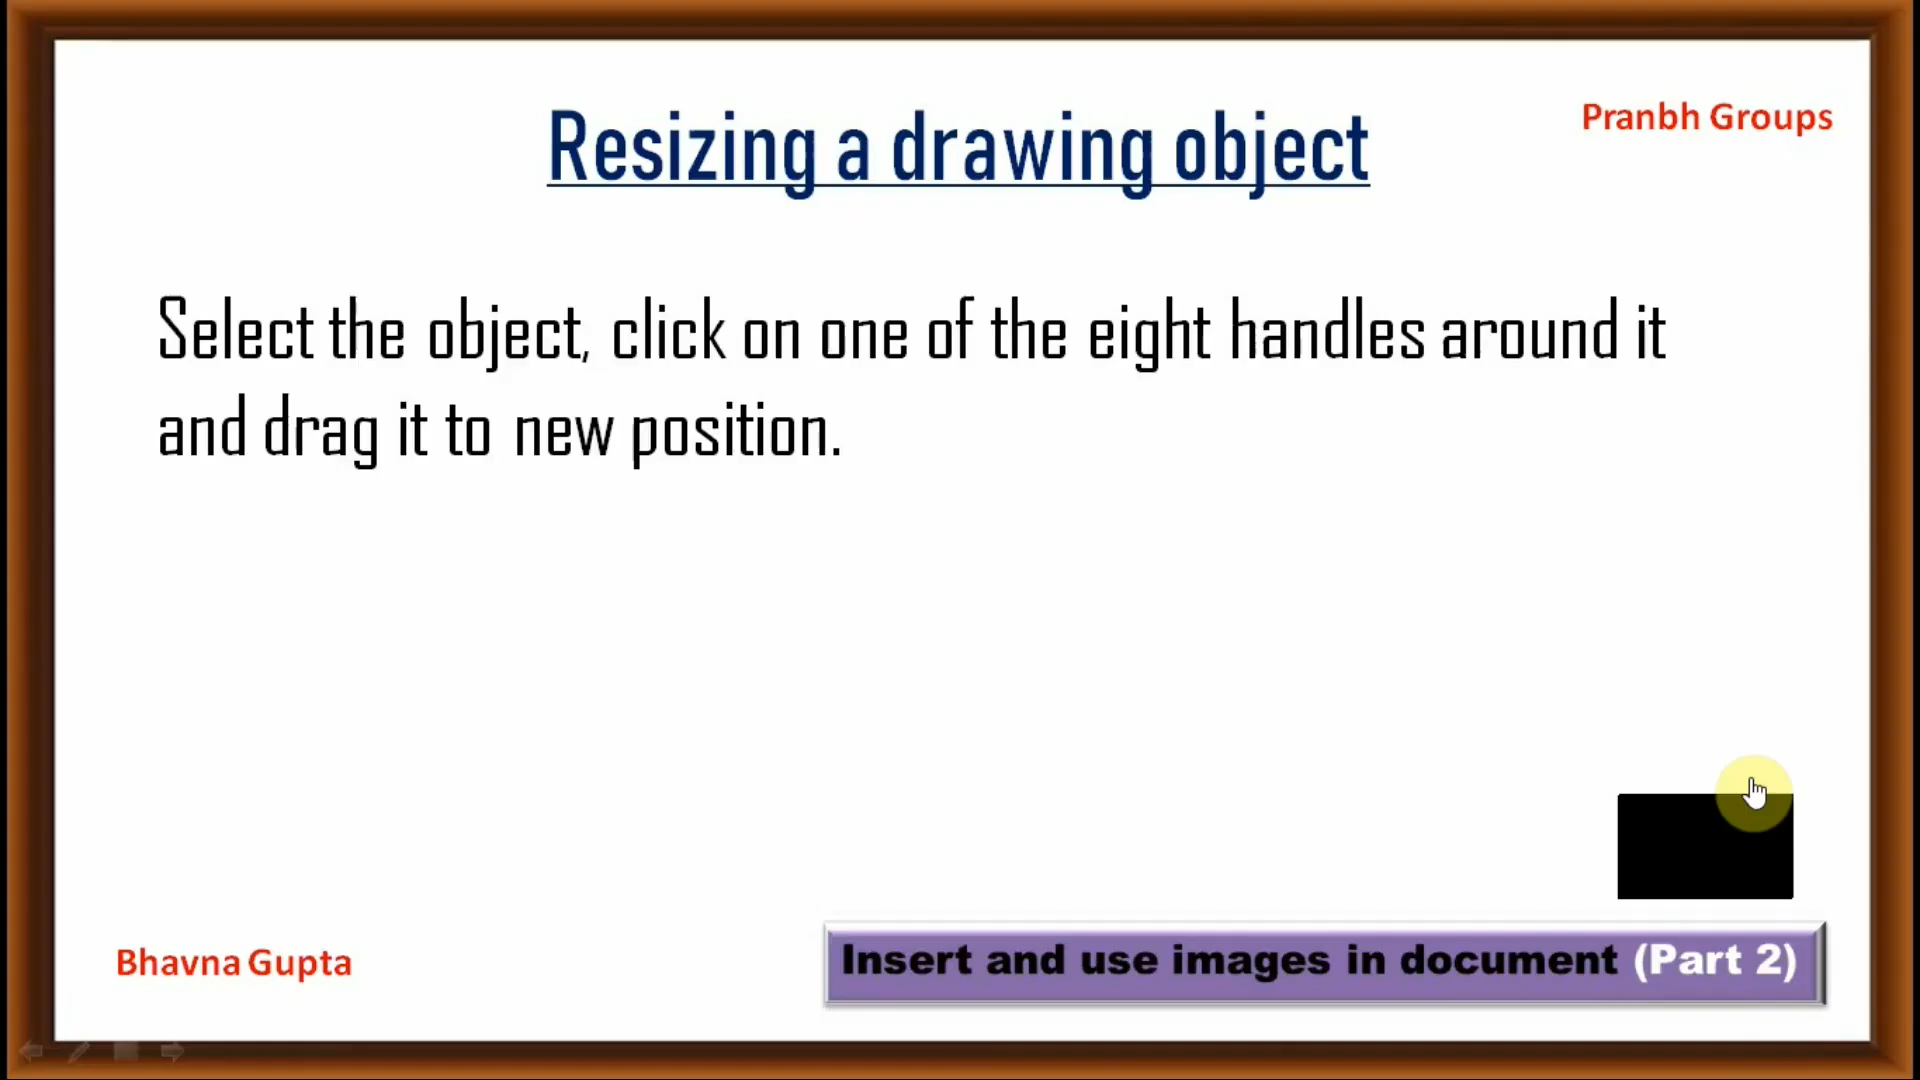 Resizing a drawing object
Pranbh Groups
Select the object, click on one of the eight handles around it
and drag it to new position.
Bhavna Gupta
Insert and use images in document (Part 2)